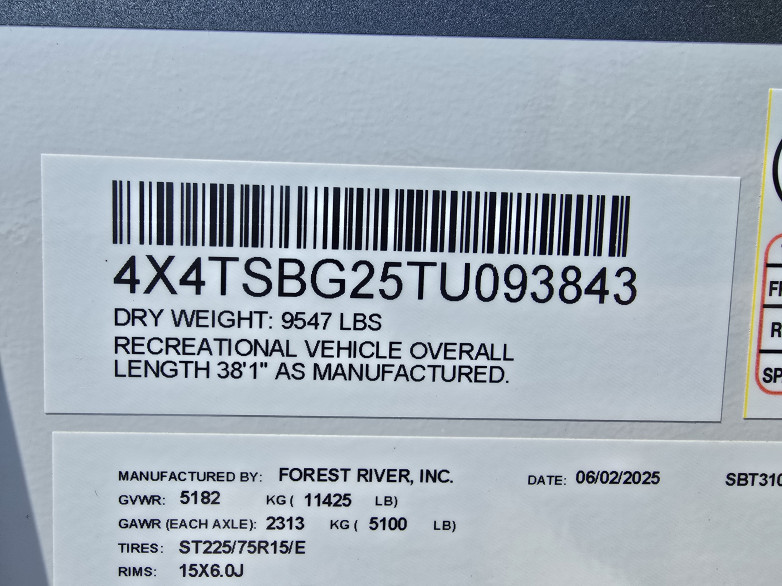 4X4TSBG25TU093843
DRY WEIGHT: 9547 LBS
RECREATIONAL VEHICLE OVERALL
LENGTH 38'1" AS MANUFACTURED.
MANUFACTURED BY: FOREST RIVER, INC. DATE: 06/02/2025 SBT310
GVWR: 5182 KG ( 11425 LB)
GAWR (EACH AXLE): 2313 KG ( 5100 LB)
TIRES: ST225/75R15/E
RIMS: 15X6.0J